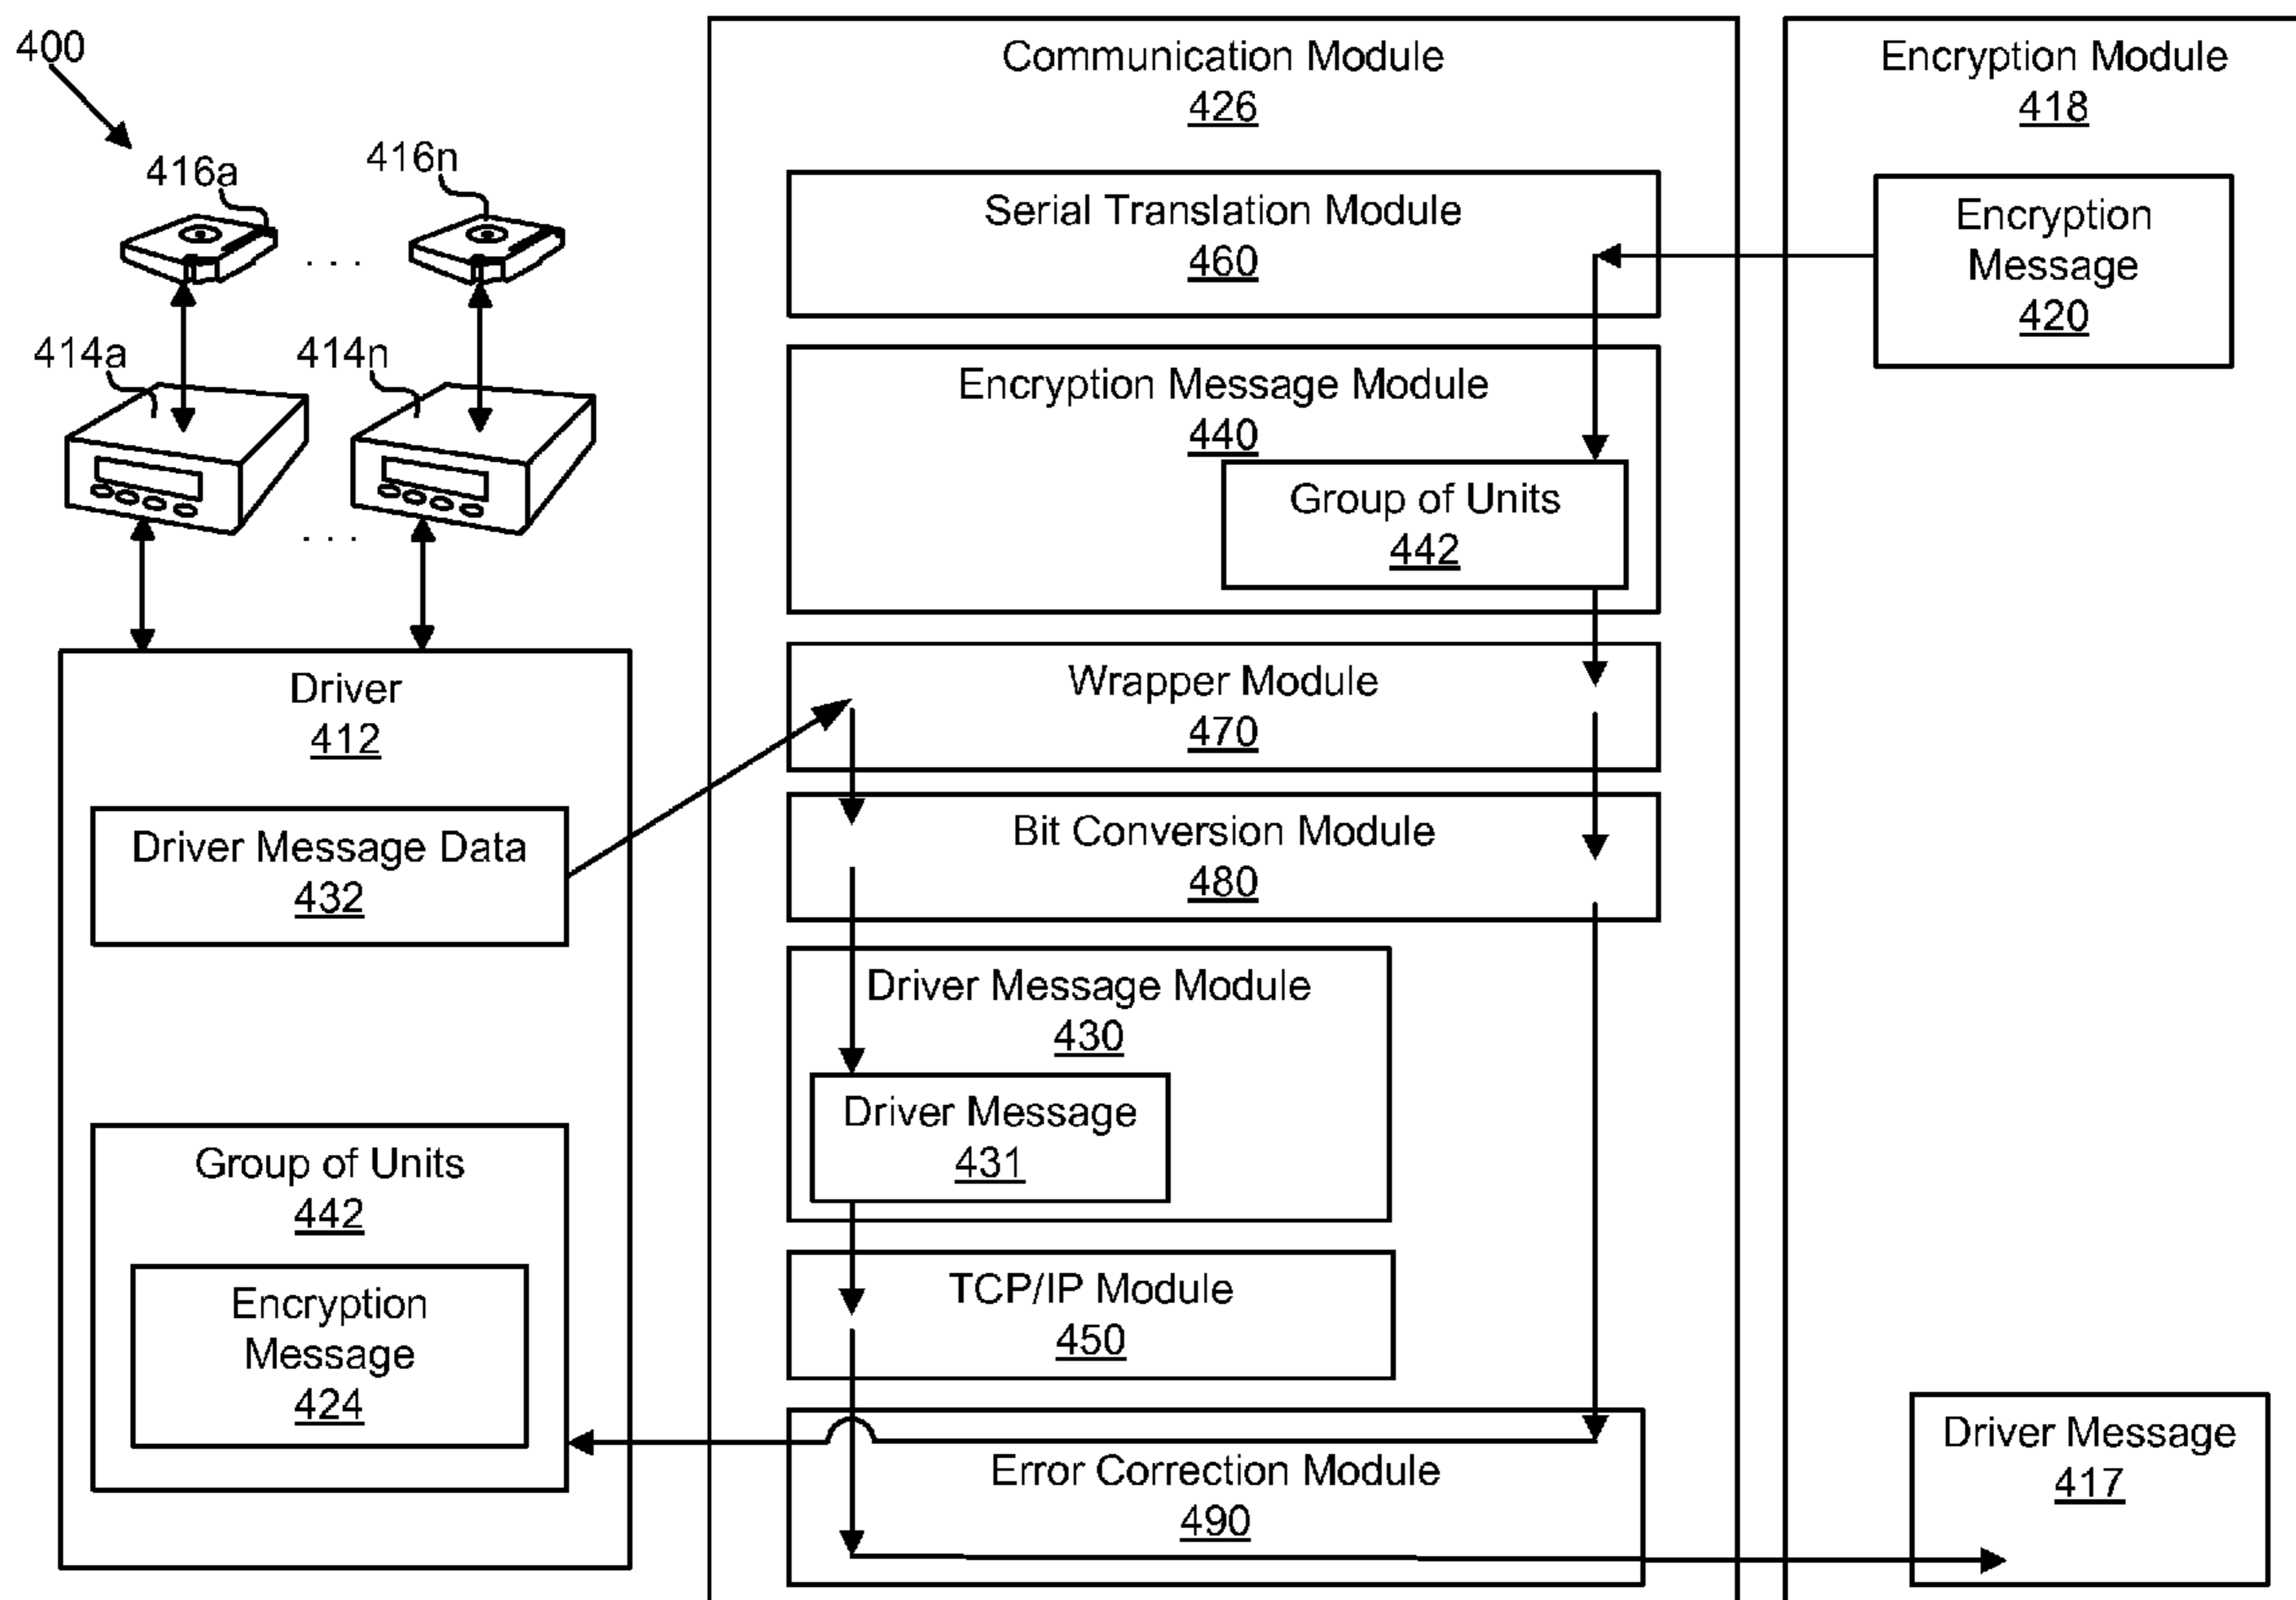 400
416a
416n
. . .
414a
414n
. . .
Driver
412
Driver Message Data
432
Group of Units
442
Encryption
Message
424
Communication Module
426
Serial Translation Module
460
Encryption Message Module
440
Group of Units
442
Wrapper Module
470
Bit Conversion Module
480
Driver Message Module
430
Driver Message
431
TCP/IP Module
450
Error Correction Module
490
Encryption Module
418
Encryption
Message
420
Driver Message
417